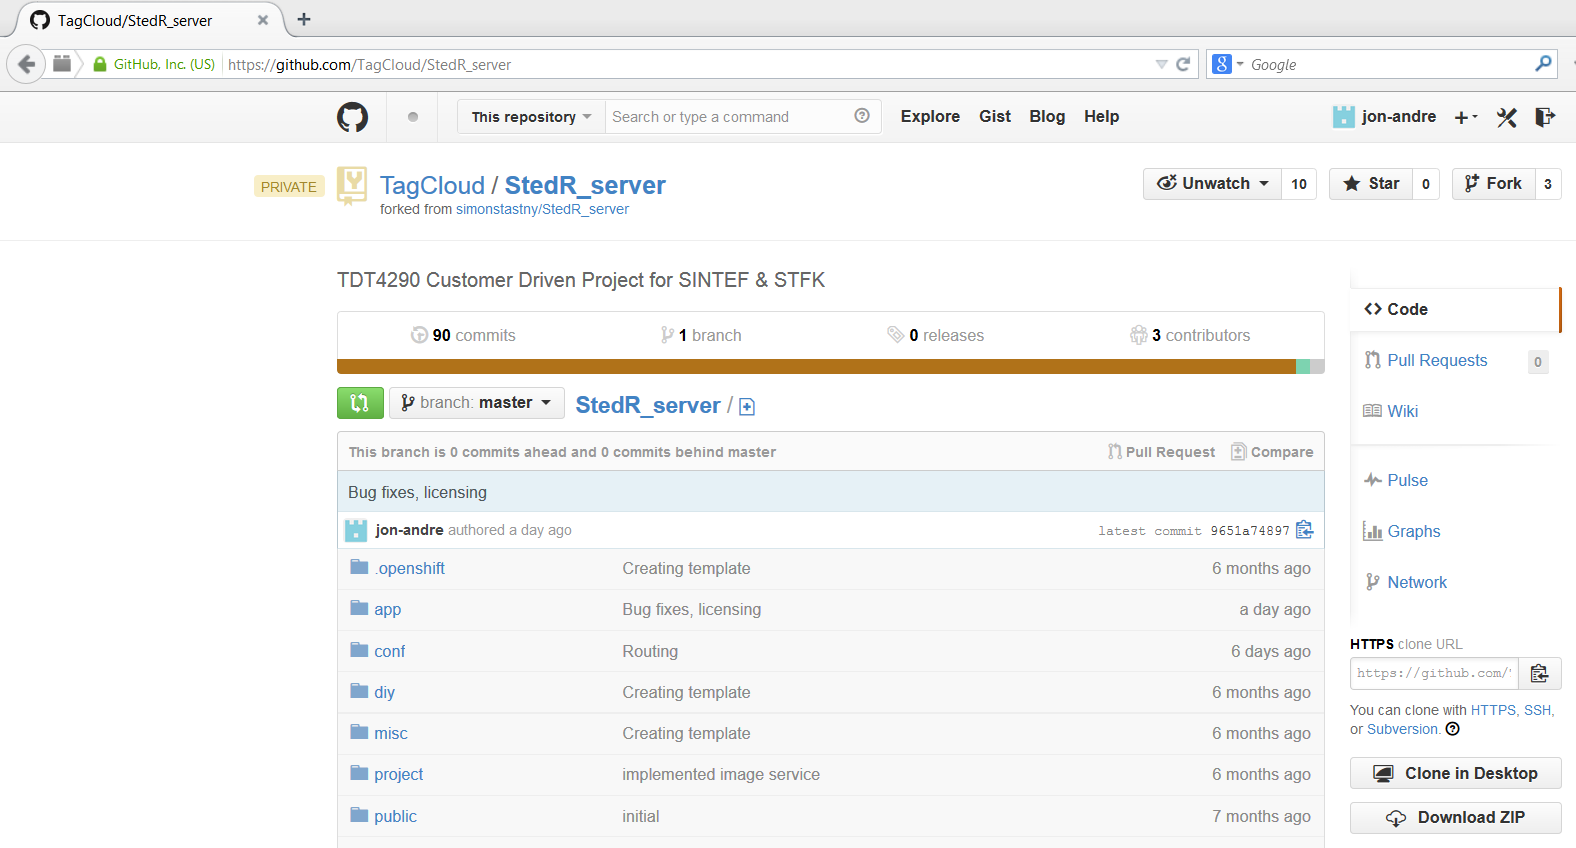 TagCloud/StedR_server
GitHub, Inc. (US) https://github.com/TagCloud/StedR_server
Google
This repository Search or type a command Explore Gist Blog Help jon-andre
PRIVATE TagCloud / StedR_server Unwatch 10 Star 0 Fork 3
forked from simonstastny/StedR_server
TDT4290 Customer Driven Project for SINTEF & STFK
90 commits 1 branch 0 releases 3 contributors
branch: master StedR_server /
This branch is 0 commits ahead and 0 commits behind master Pull Request Compare
Bug fixes, licensing
jon-andre authored a day ago latest commit 9651a74897
.openshift Creating template 6 months ago
app Bug fixes, licensing a day ago
conf Routing 6 days ago
diy Creating template 6 months ago
misc Creating template 6 months ago
project implemented image service 6 months ago
public initial 7 months ago
Code
Pull Requests 0
Wiki
Pulse
Graphs
Network
HTTPS clone URL
https://github.com/
You can clone with HTTPS, SSH,
or Subversion.
Clone in Desktop
Download ZIP